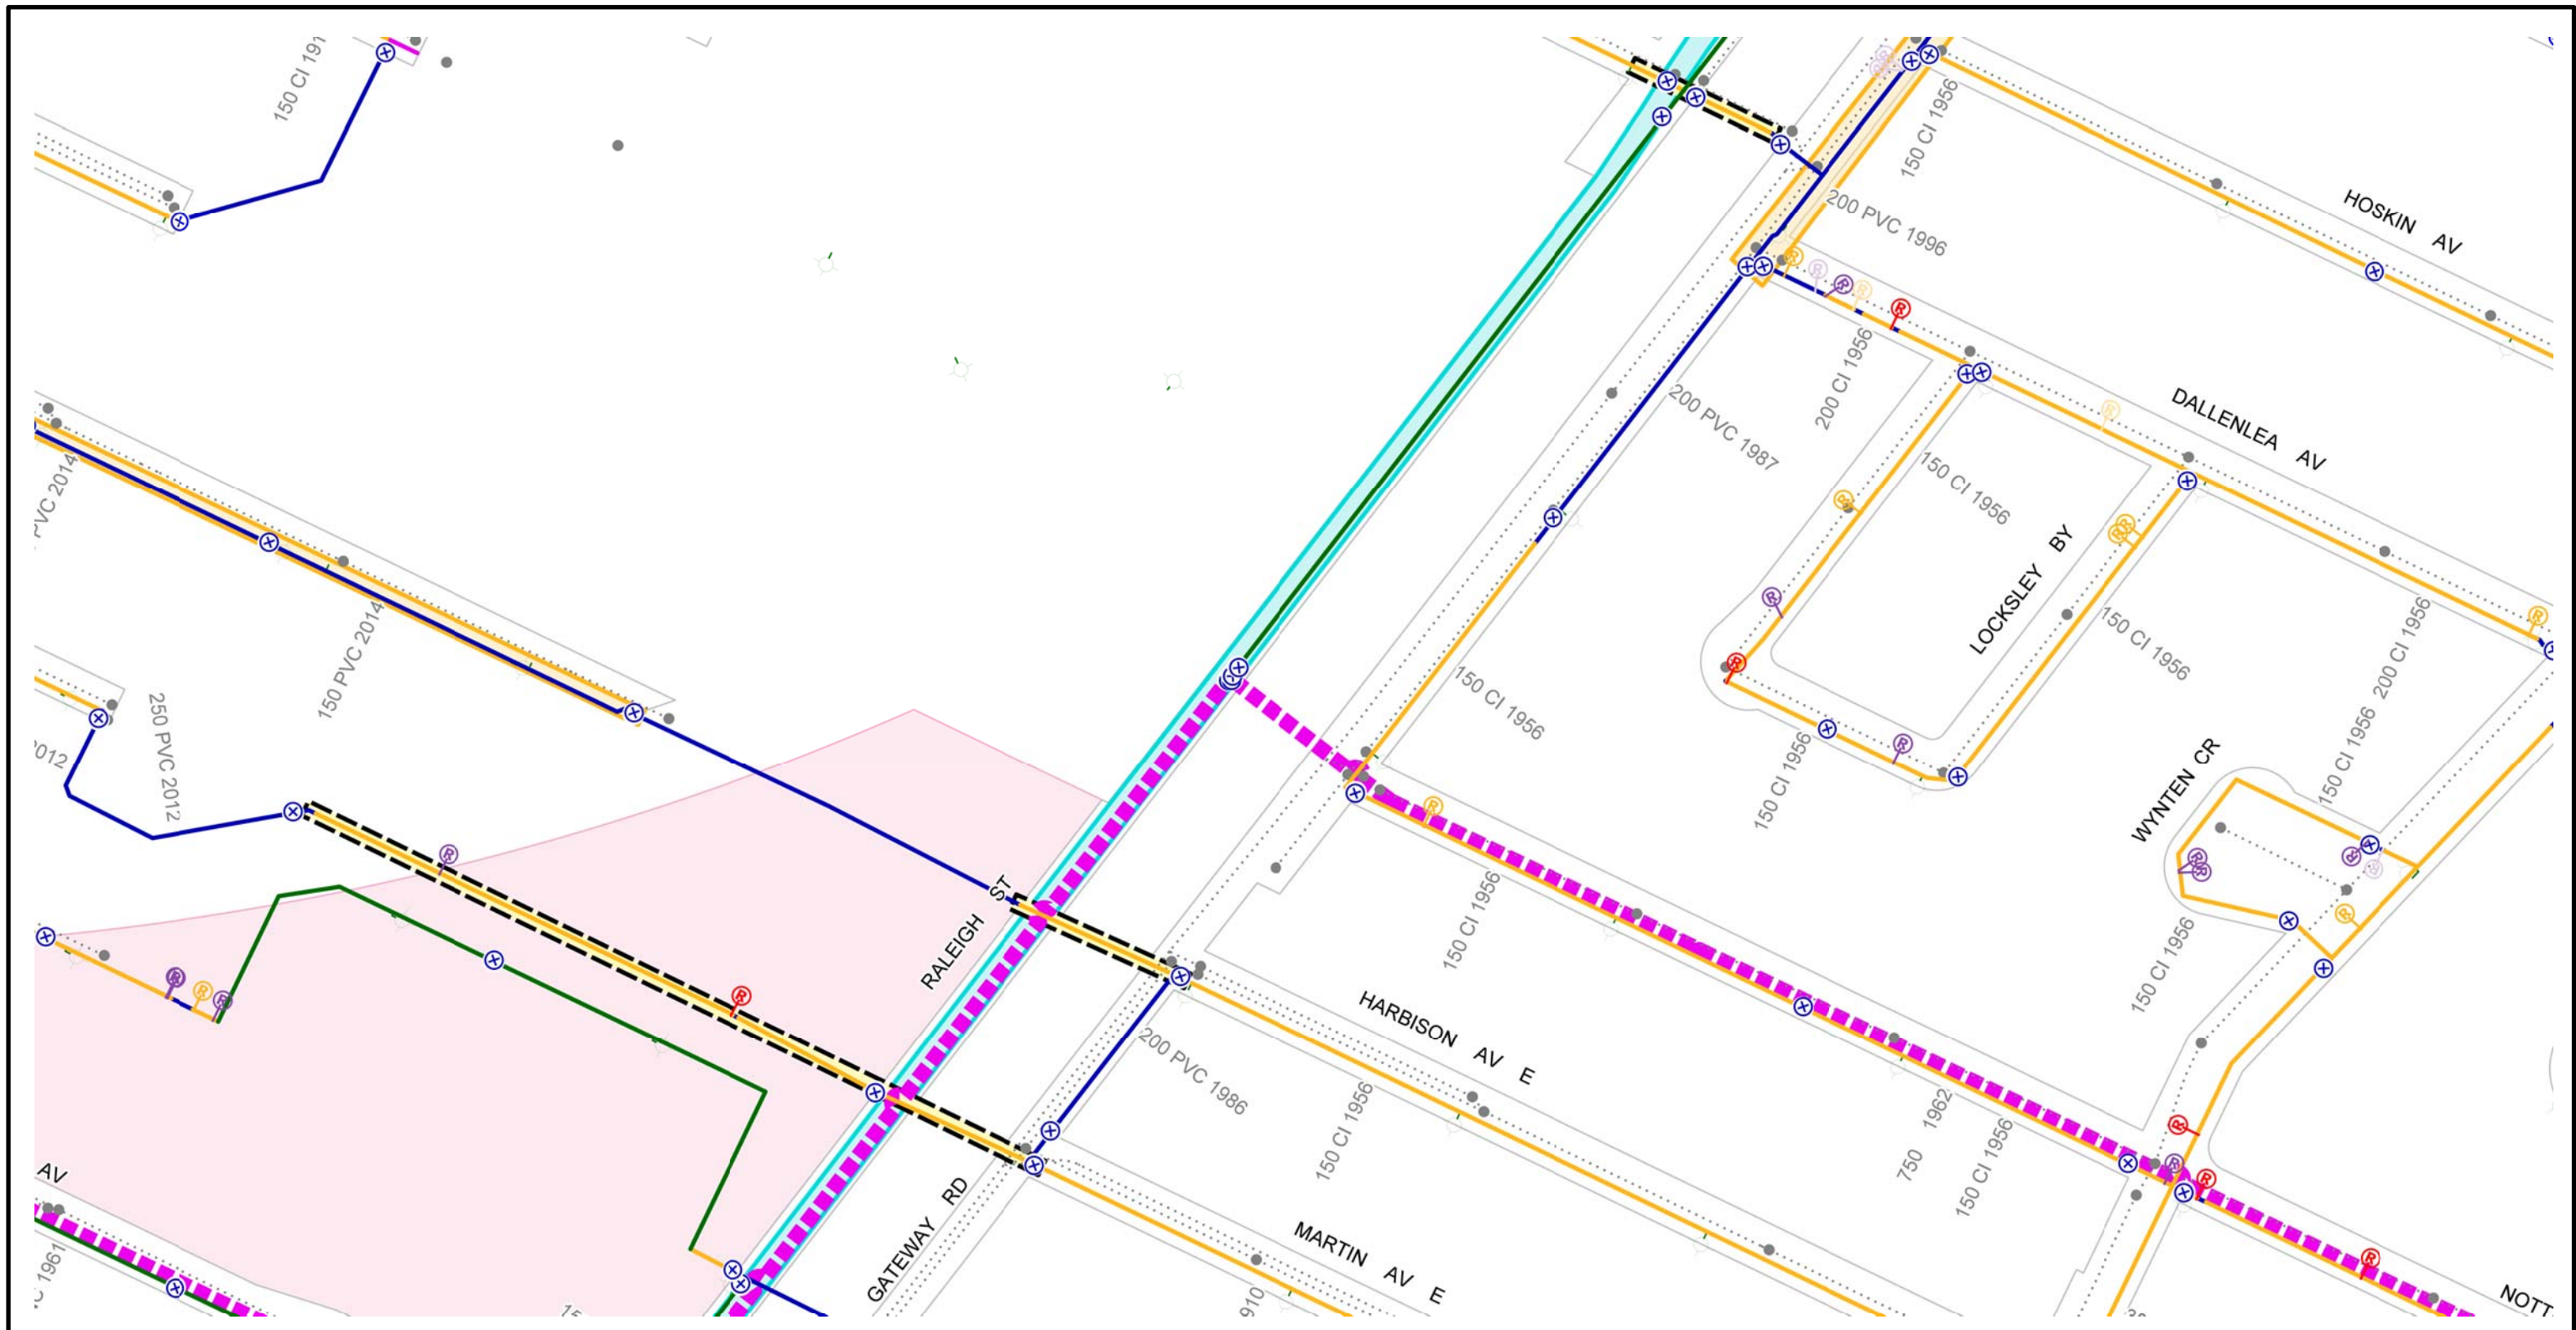 150 CI 191
150 CI 1956
HOSKIN AV
200 PVC 1996
200 CI 1956
200 PVC 1987
DALLENLEA AV
150 CI 1956
PVC 2014
LOCKSLEY BY
150 CI 1956
200 CI 1956
150 PVC 2014
250 PVC 2012
2012
150 CI 1956
150 CI 1956
150 CI 1956
WYNTEN CR
RALEIGH ST
150 CI 1956
150 CI 1956
HARBISON AV E
200 PVC 1986
150 CI 1956
750 1962
150 CI 1956
AV
GATEWAY RD
MARTIN AV E
C 1961
910
NOTT